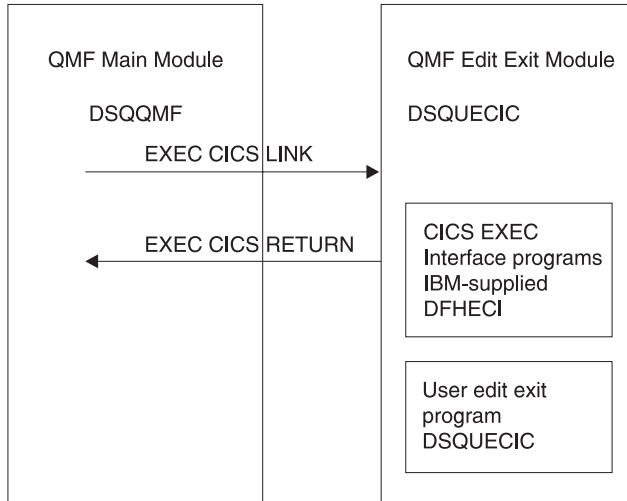 QMF Main Module
DSQQMF
EXEC CICS LINK
EXEC CICS RETURN
QMF Edit Exit Module
DSQUECIC
CICS EXEC
Interface programs
IBM-supplied
DFHECI
User edit exit
program
DSQUECIC